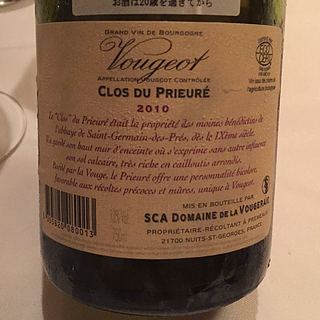 お酒は20歳を過ぎてから
GRAND VIN DE BOURGOGNE
Vougeot
APPELLATION VOUGEOT CONTRÔLÉE
CLOS DU PRIEURÉ
2010
Le "Clos" du Prieuré était la propriété des moines bénédictins de
l'abbaye de Saint-Germain-des-Prés, dès le IXème siècle.
Il a gardé son haut mur d'enceinte où s'exprime sans autre influence
son sol calcaire, très riche en cailloutis arrondis.
par la Vouge, le Prieuré offre une personnalité bicolore,
favorable aux récoltes précoces et mûres, unique à Vougeot.
MIS EN BOUTEILLE PAR
SCA DOMAINE DE LA VOUGERAIE
PROPRIÉTAIRE-RÉCOLTANT À PREMEAUX
21700 NUITS-ST-GEORGES, FRANCE